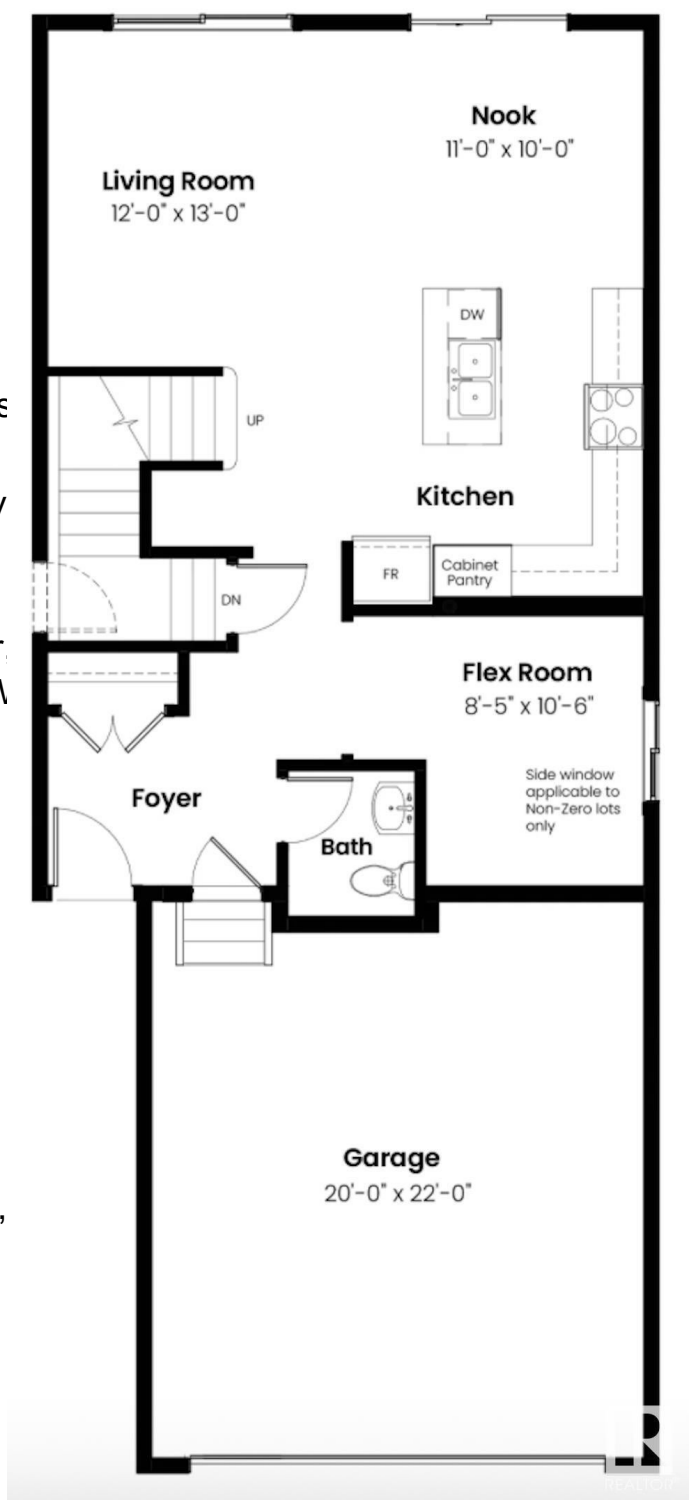 Nook
11'-0" x 10'-0"
Living Room
12'-0" x 13'-0"
DW
UP
Kitchen
FR
Cabinet
Pantry
DN
Flex Room
8'-5" x 10'-6"
Side window
applicable to
Non-Zero lots
only
Foyer
Bath
Garage
20'-0" x 22'-0"
R
REALTOR